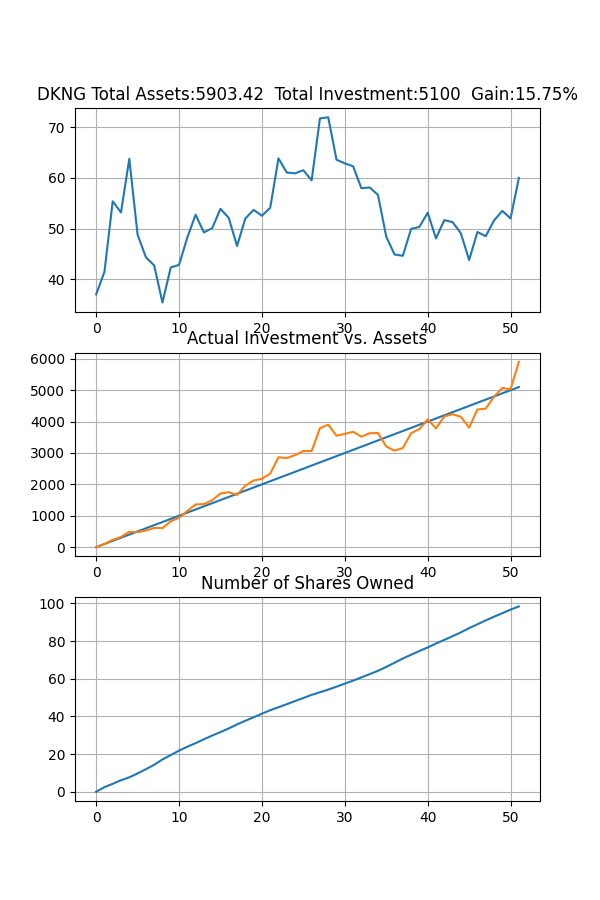 DKNG Total Assets:5903.42  Total Investment:5100  Gain:15.75%
70
60
50
40
0 10 20 30 40 50
Actual Investment vs. Assets
6000
5000
4000
3000
2000
1000
0
0 10 20 30 40 50
Number of Shares Owned
100
80
60
40
20
0
0 10 20 30 40 50